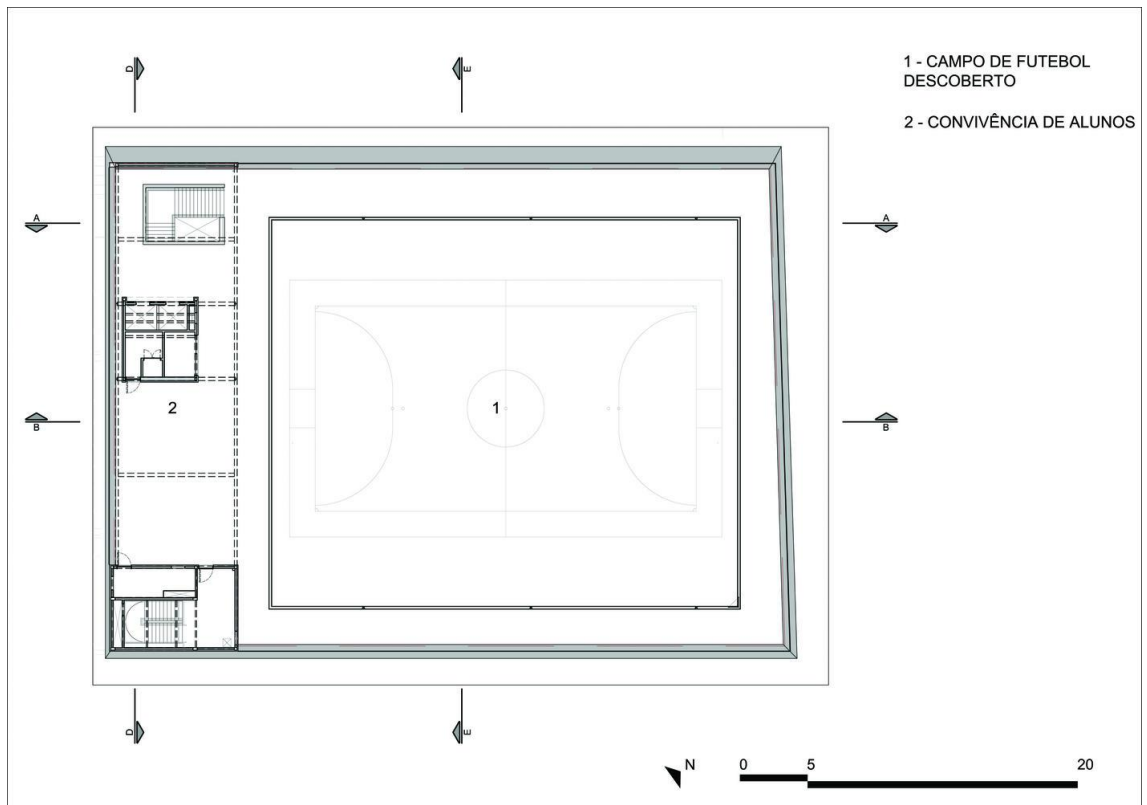 D
E
1 - CAMPO DE FUTEBOL
DESCOBERTO
2 - CONVIVÊNCIA DE ALUNOS
A
A
2
1
B
B
D
E
N
0
5
20